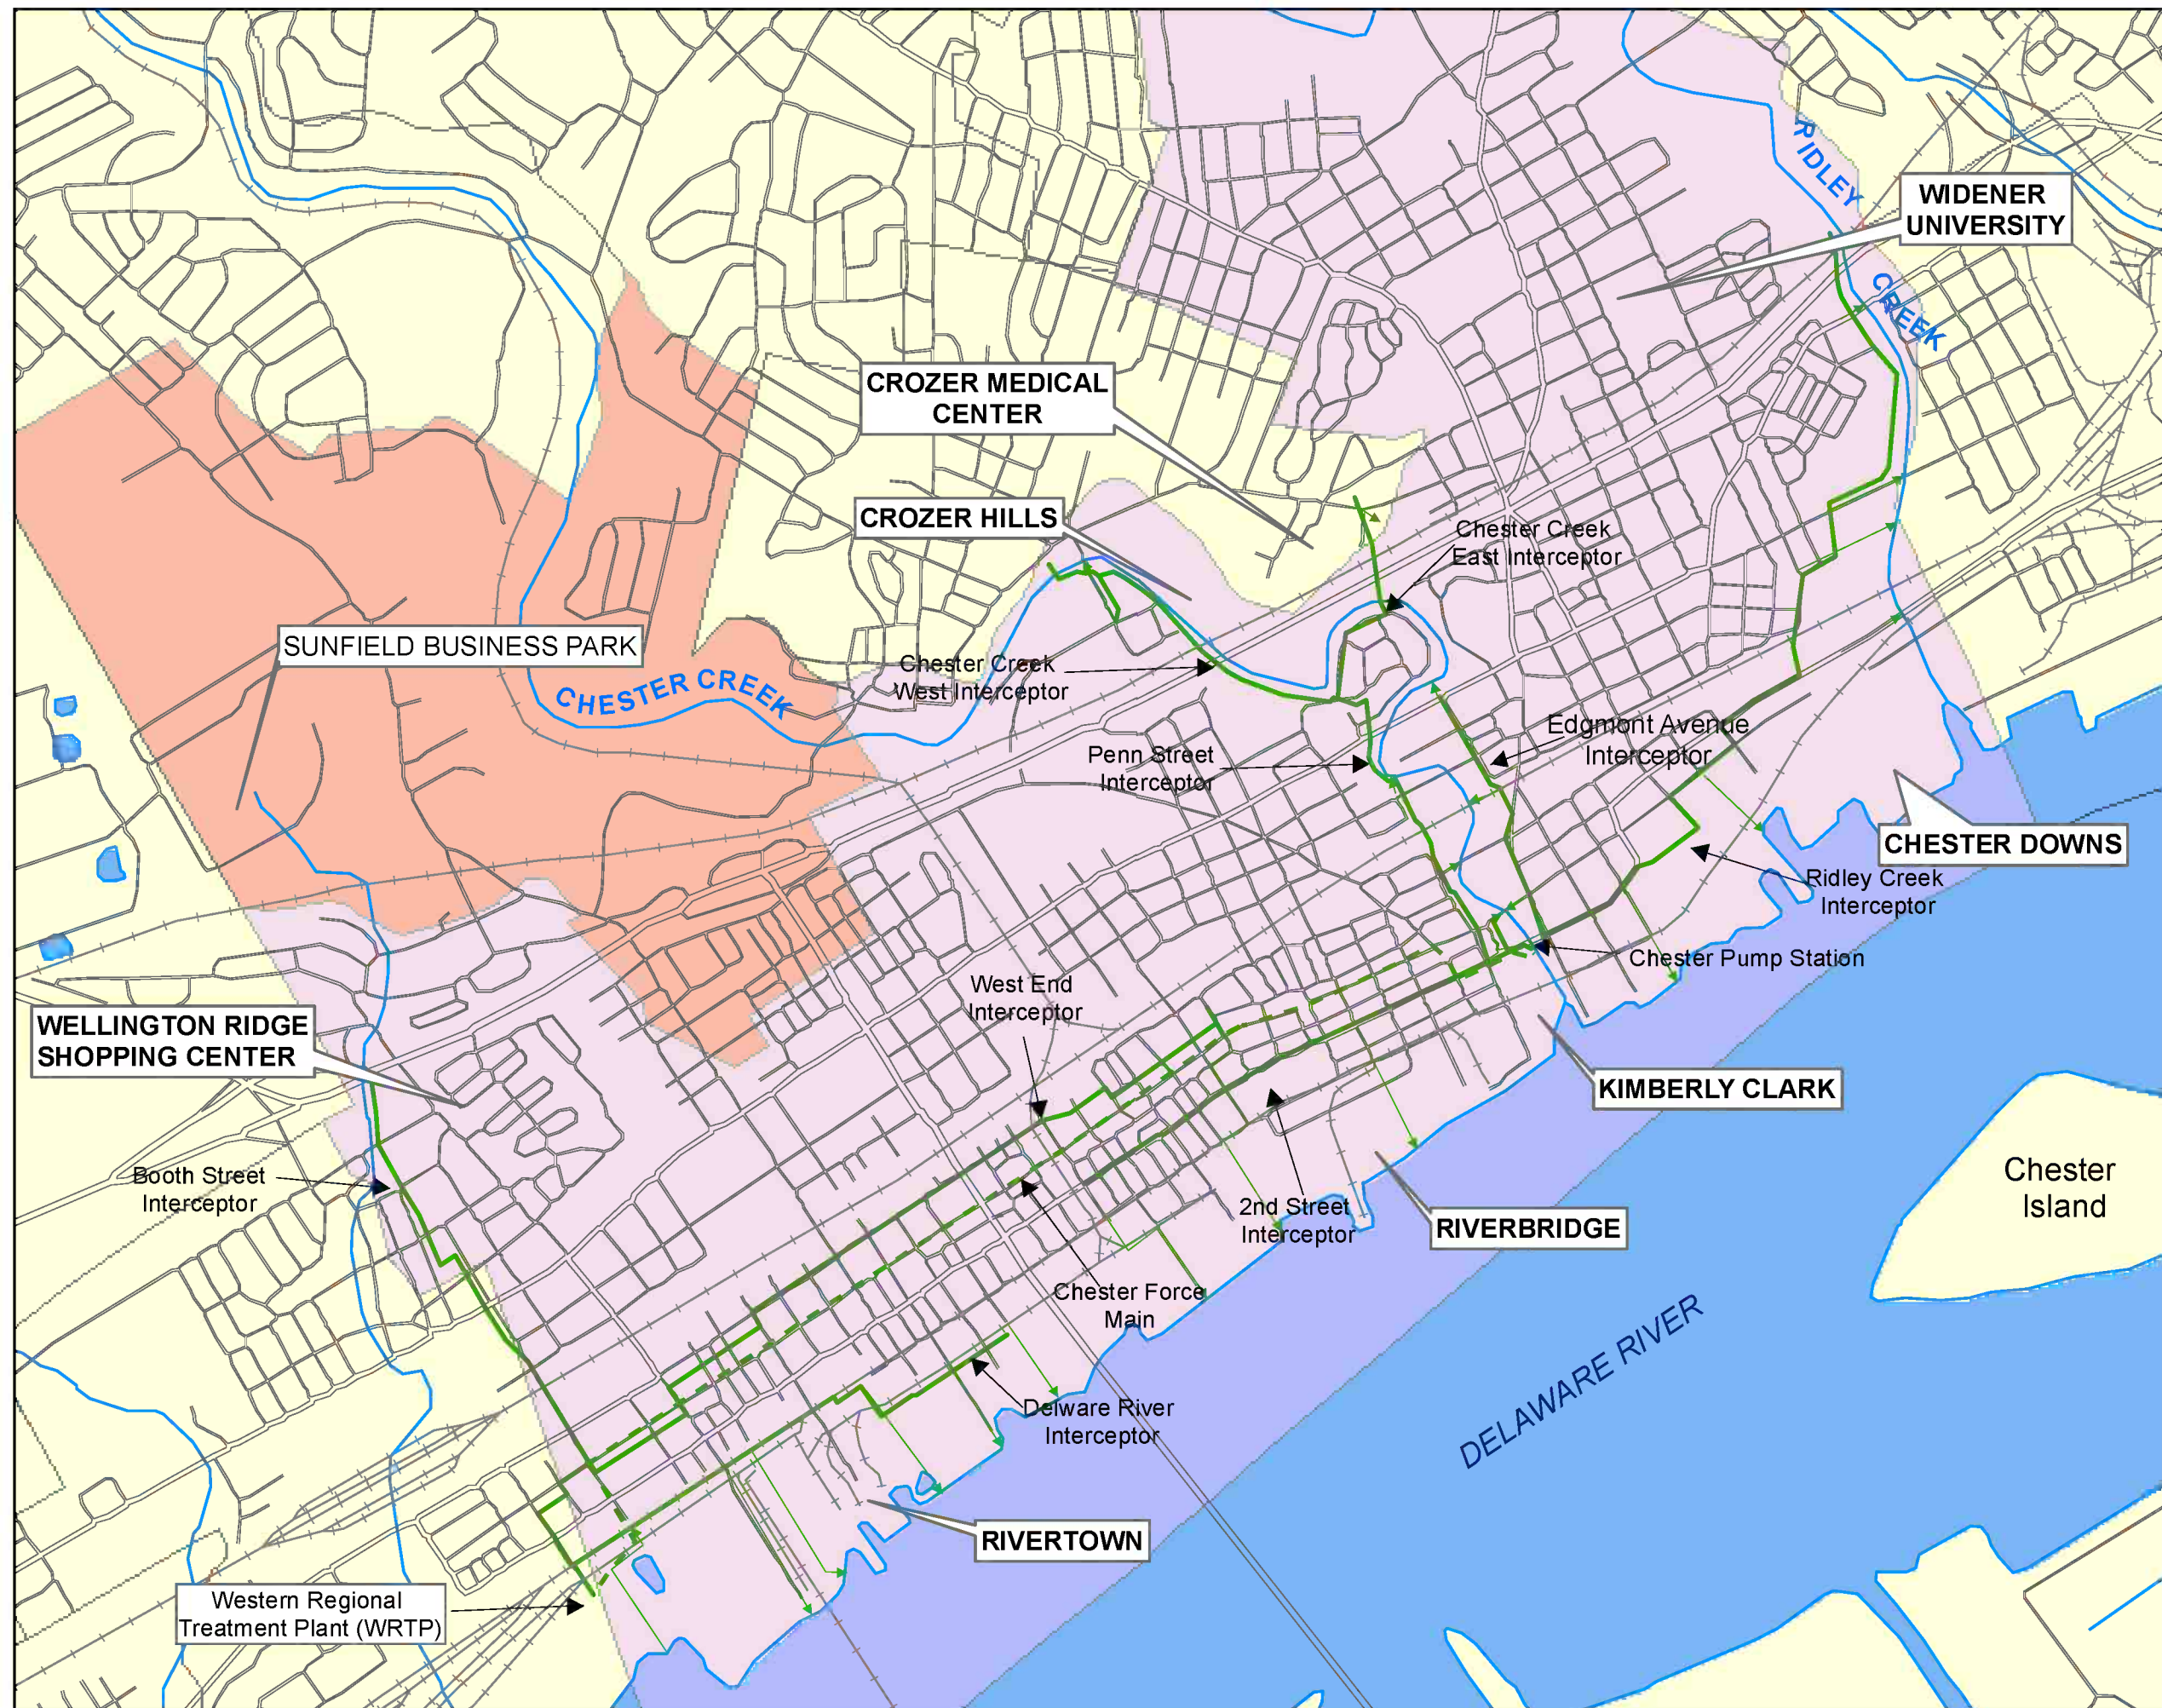 RIDLEY
CREEK
WIDENER
UNIVERSITY
CROZER MEDICAL
CENTER
CROZER HILLS
Chester Creek
East Interceptor
SUNFIELD BUSINESS PARK
CHESTER CREEK
Chester Creek
West Interceptor
Penn Street
Interceptor
Edgmont Avenue
Interceptor
CHESTER DOWNS
Ridley Creek
Interceptor
Chester Pump Station
West End
Interceptor
WELLINGTON RIDGE
SHOPPING CENTER
KIMBERLY CLARK
Chester
Island
Booth Street
Interceptor
2nd Street
Interceptor
RIVERBRIDGE
Chester Force
Main
DELAWARE RIVER
Delware River
Interceptor
RIVERTOWN
Western Regional
Treatment Plant (WRTP)